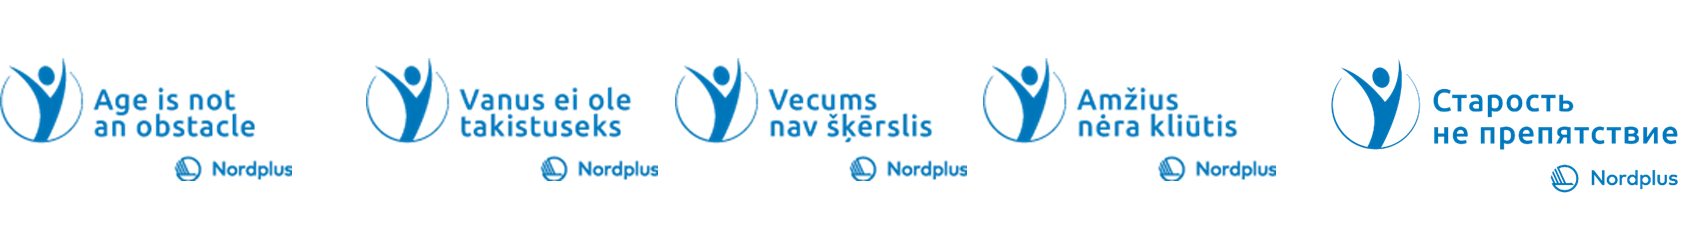 Age is not
an obstacle
Nordplus
Vanus ei ole
takistuseks
Nordplus
Vecums
nav šķērslis
Nordplus
Amžius
nėra kliūtis
Nordplus
Старость
не препятствие
Nordplus